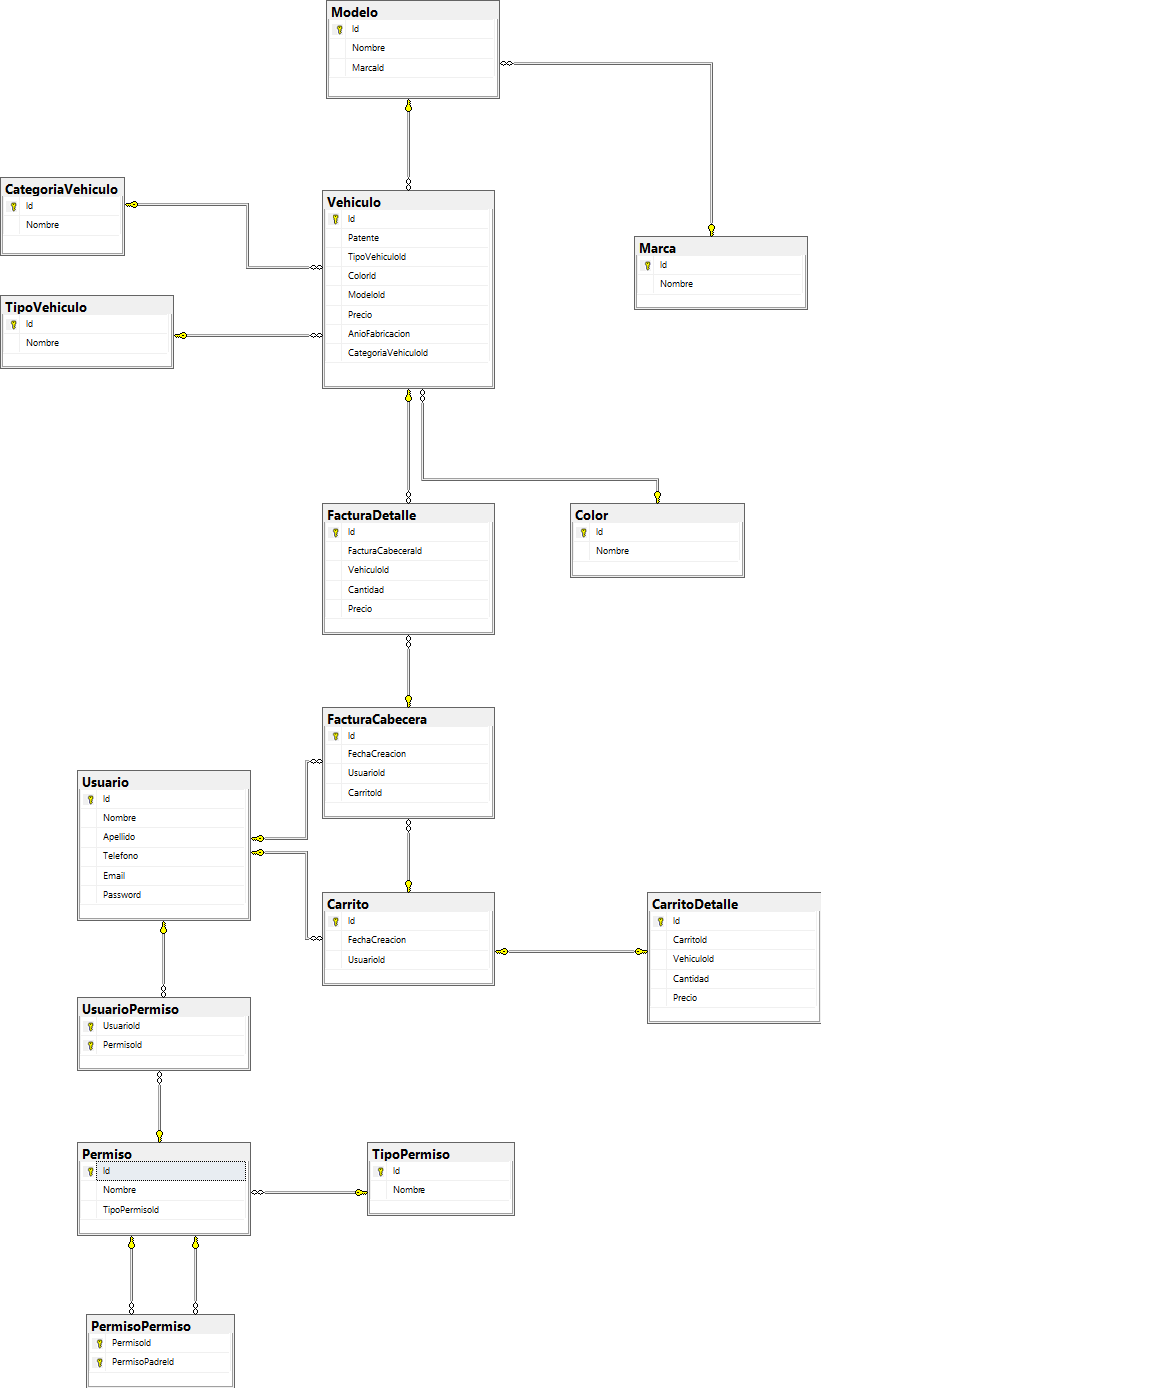 Modelo
Id
Nombre
MarcaId
CategoriaVehiculo
Id
Nombre
Vehiculo
Id
Patente
TipoVehiculoId
ColorId
ModeloId
Precio
AnioFabricacion
CategoriaVehiculoId
Marca
Id
Nombre
TipoVehiculo
Id
Nombre
FacturaDetalle
Id
FacturaCabeceraId
VehiculoId
Cantidad
Precio
Color
Id
Nombre
FacturaCabecera
Id
FechaCreacion
UsuarioId
CarritoId
Usuario
Id
Nombre
Apellido
Telefono
Email
Password
Carrito
Id
FechaCreacion
UsuarioId
CarritoDetalle
Id
CarritoId
VehiculoId
Cantidad
Precio
UsuarioPermiso
UsuarioId
PermisoId
Permiso
Id
Nombre
TipoPermisoId
TipoPermiso
Id
Nombre
PermisoPermiso
PermisoId
PermisoPadreId